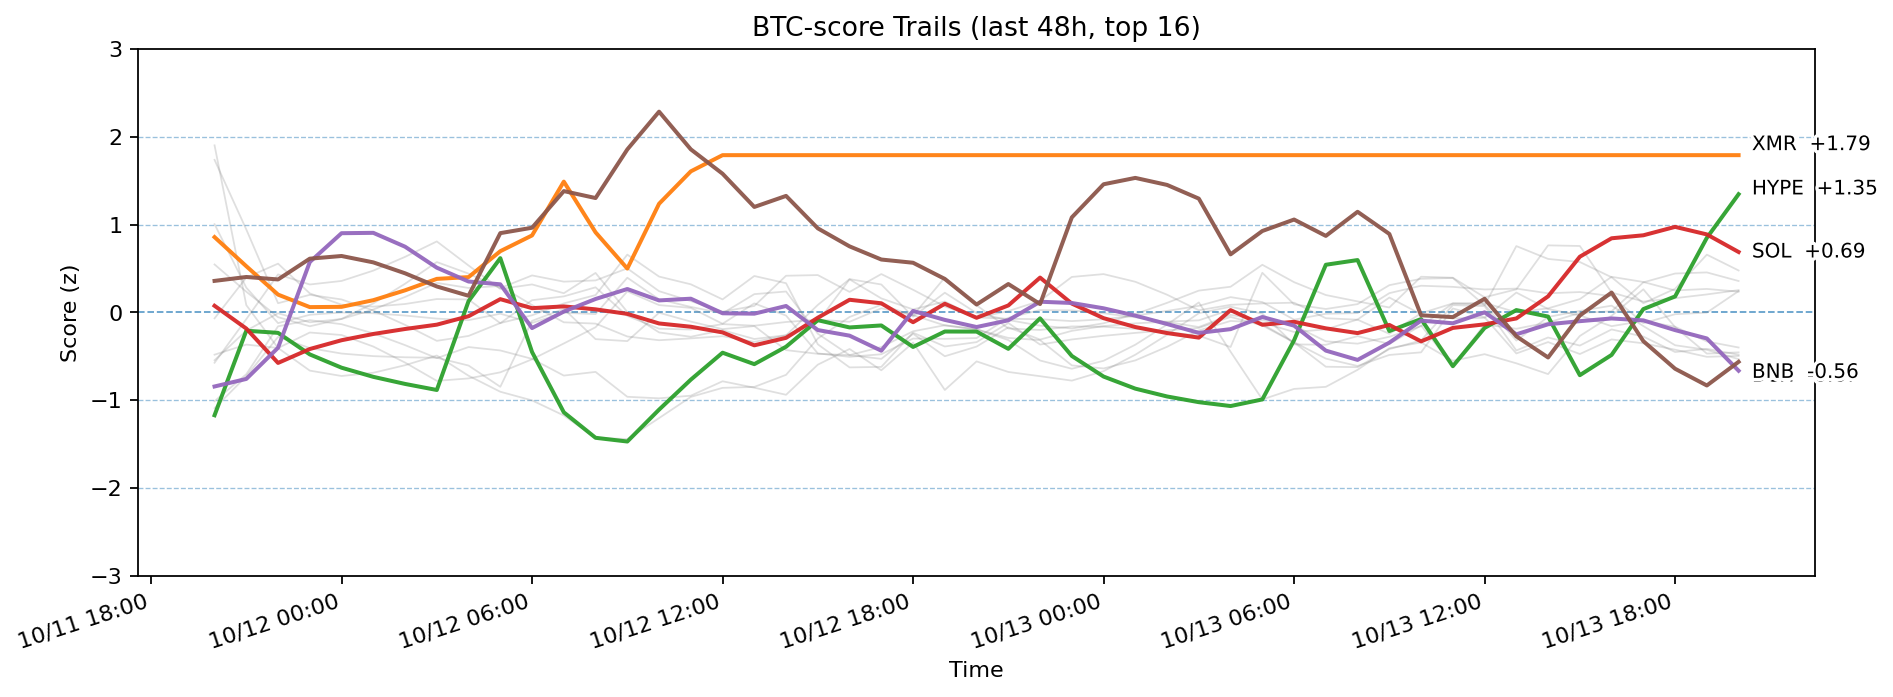 BTC-score Trails (last 48h, top 16)
3
2
1
0
−1
−2
−3
Score (z)
XMR +1.79
HYPE +1.35
SOL +0.69
BNB -0.56
10/11 18:00
10/12 00:00
10/12 06:00
10/12 12:00
10/12 18:00
10/13 00:00
10/13 06:00
10/13 12:00
10/13 18:00
Time